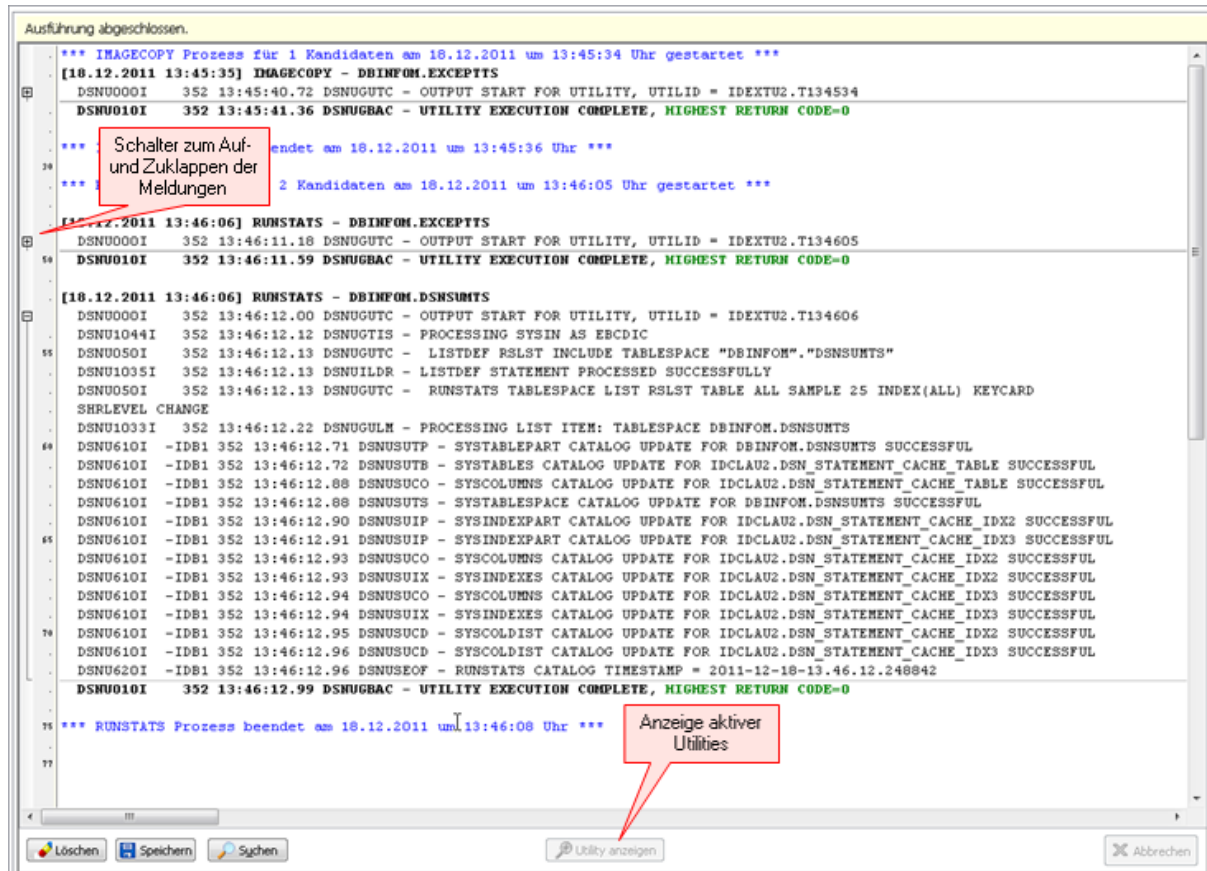 Ausführung abgeschlossen.
*** IMAGECOPY Prozess für 1 Kandidaten am 18.12.2011 um 13:45:34 Uhr gestartet ***
[18.12.2011 13:45:35] IMAGECOPY - DBINFOM.EXCEPTTS
DSNU000I 352 13:45:40.72 DSNUGUTC - OUTPUT START FOR UTILITY, UTILID = IDEXTU2.T134534
DSNU010I 352 13:45:41.36 DSNUGBAC - UTILITY EXECUTION COMPLETE, HIGHEST RETURN CODE=0
Schalter zum Auf-
und Zuklappen der
Meldungen
*** endet am 18.12.2011 um 13:45:36 Uhr ***
30
*** 2 Kandidaten am 18.12.2011 um 13:46:05 Uhr gestartet ***
.12.2011 13:46:06] RUNSTATS - DBINFOM.EXCEPTTS
DSNU000I 352 13:46:11.18 DSNUGUTC - OUTPUT START FOR UTILITY, UTILID = IDEXTU2.T134605
50 DSNU010I 352 13:46:11.59 DSNUGBAC - UTILITY EXECUTION COMPLETE, HIGHEST RETURN CODE=0
[18.12.2011 13:46:06] RUNSTATS - DBINFOM.DSNSUMTS
DSNU000I 352 13:46:12.00 DSNUGUTC - OUTPUT START FOR UTILITY, UTILID = IDEXTU2.T134606
DSNU1044I 352 13:46:12.12 DSNUGTIS - PROCESSING SYSIN AS EBCDIC
55 DSNU050I 352 13:46:12.13 DSNUGUTC - LISTDEF RSLST INCLUDE TABLESPACE "DBINFOM"."DSNSUMTS"
DSNU1035I 352 13:46:12.13 DSNUILDR - LISTDEF STATEMENT PROCESSED SUCCESSFULLY
DSNU050I 352 13:46:12.13 DSNUGUTC - RUNSTATS TABLESPACE LIST RSLST TABLE ALL SAMPLE 25 INDEX(ALL) KEYCARD
SHRLEVEL CHANGE
DSNU1033I 352 13:46:12.22 DSNUGULM - PROCESSING LIST ITEM: TABLESPACE DBINFOM.DSNSUMTS
60 DSNU610I -IDB1 352 13:46:12.71 DSNUSUTP - SYSTABLEPART CATALOG UPDATE FOR DBINFOM.DSNSUMTS SUCCESSFUL
DSNU610I -IDB1 352 13:46:12.72 DSNUSUTB - SYSTABLES CATALOG UPDATE FOR IDCLAU2.DSN_STATEMENT_CACHE_TABLE SUCCESSFUL
DSNU610I -IDB1 352 13:46:12.88 DSNUSUCO - SYSCOLUMNS CATALOG UPDATE FOR IDCLAU2.DSN_STATEMENT_CACHE_TABLE SUCCESSFUL
DSNU610I -IDB1 352 13:46:12.88 DSNUSUTS - SYSTABLESPACE CATALOG UPDATE FOR DBINFOM.DSNSUMTS SUCCESSFUL
DSNU610I -IDB1 352 13:46:12.90 DSNUSUIP - SYSINDEXPART CATALOG UPDATE FOR IDCLAU2.DSN_STATEMENT_CACHE_IDX2 SUCCESSFUL
65 DSNU610I -IDB1 352 13:46:12.91 DSNUSUIP - SYSINDEXPART CATALOG UPDATE FOR IDCLAU2.DSN_STATEMENT_CACHE_IDX3 SUCCESSFUL
DSNU610I -IDB1 352 13:46:12.93 DSNUSUCO - SYSCOLUMNS CATALOG UPDATE FOR IDCLAU2.DSN_STATEMENT_CACHE_IDX2 SUCCESSFUL
DSNU610I -IDB1 352 13:46:12.93 DSNUSUIX - SYSINDEXES CATALOG UPDATE FOR IDCLAU2.DSN_STATEMENT_CACHE_IDX2 SUCCESSFUL
DSNU610I -IDB1 352 13:46:12.94 DSNUSUCO - SYSCOLUMNS CATALOG UPDATE FOR IDCLAU2.DSN_STATEMENT_CACHE_IDX3 SUCCESSFUL
DSNU610I -IDB1 352 13:46:12.94 DSNUSUIX - SYSINDEXES CATALOG UPDATE FOR IDCLAU2.DSN_STATEMENT_CACHE_IDX3 SUCCESSFUL
70 DSNU610I -IDB1 352 13:46:12.95 DSNUSUCD - SYSCOLDIST CATALOG UPDATE FOR IDCLAU2.DSN_STATEMENT_CACHE_IDX2 SUCCESSFUL
DSNU610I -IDB1 352 13:46:12.96 DSNUSUCD - SYSCOLDIST CATALOG UPDATE FOR IDCLAU2.DSN_STATEMENT_CACHE_IDX3 SUCCESSFUL
DSNU620I -IDB1 352 13:46:12.96 DSNUSEOF - RUNSTATS CATALOG TIMESTAMP = 2011-12-18-13.46.12.248842
DSNU010I 352 13:46:12.99 DSNUGBAC - UTILITY EXECUTION COMPLETE, HIGHEST RETURN CODE=0
75 *** RUNSTATS Prozess beendet am 18.12.2011 um 13:46:08 Uhr ***
Anzeige aktiver
Utilities
77
Löschen Speichern Suchen Utility anzeigen Abbrechen